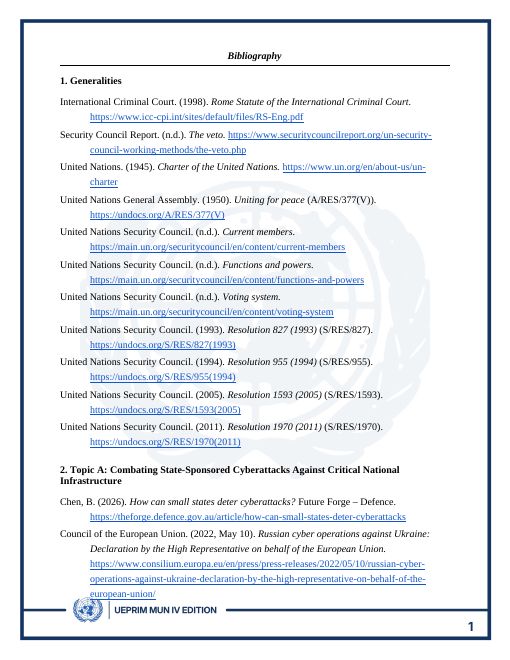 Bibliography
1. Generalities
International Criminal Court. (1998). Rome Statute of the International Criminal Court.
https://www.icc-cpi.int/sites/default/files/RS-Eng.pdf
Security Council Report. (n.d.). The veto. https://www.securitycouncilreport.org/un-security-
council-working-methods/the-veto.php
United Nations. (1945). Charter of the United Nations. https://www.un.org/en/about-us/un-
charter
United Nations General Assembly. (1950). Uniting for peace (A/RES/377(V)).
https://undocs.org/A/RES/377(V)
United Nations Security Council. (n.d.). Current members.
https://main.un.org/securitycouncil/en/content/current-members
United Nations Security Council. (n.d.). Functions and powers.
https://main.un.org/securitycouncil/en/content/functions-and-powers
United Nations Security Council. (n.d.). Voting system.
https://main.un.org/securitycouncil/en/content/voting-system
United Nations Security Council. (1993). Resolution 827 (1993) (S/RES/827).
https://undocs.org/S/RES/827(1993)
United Nations Security Council. (1994). Resolution 955 (1994) (S/RES/955).
https://undocs.org/S/RES/955(1994)
United Nations Security Council. (2005). Resolution 1593 (2005) (S/RES/1593).
https://undocs.org/S/RES/1593(2005)
United Nations Security Council. (2011). Resolution 1970 (2011) (S/RES/1970).
https://undocs.org/S/RES/1970(2011)
2. Topic A: Combating State-Sponsored Cyberattacks Against Critical National
Infrastructure
Chen, B. (2026). How can small states deter cyberattacks? Future Forge – Defence.
https://theforge.defence.gov.au/article/how-can-small-states-deter-cyberattacks
Council of the European Union. (2022, May 10). Russian cyber operations against Ukraine:
Declaration by the High Representative on behalf of the European Union.
https://www.consilium.europa.eu/en/press/press-releases/2022/05/10/russian-cyber-
operations-against-ukraine-declaration-by-the-high-representative-on-behalf-of-the-
european-union/
UEPRIM MUN IV EDITION
1